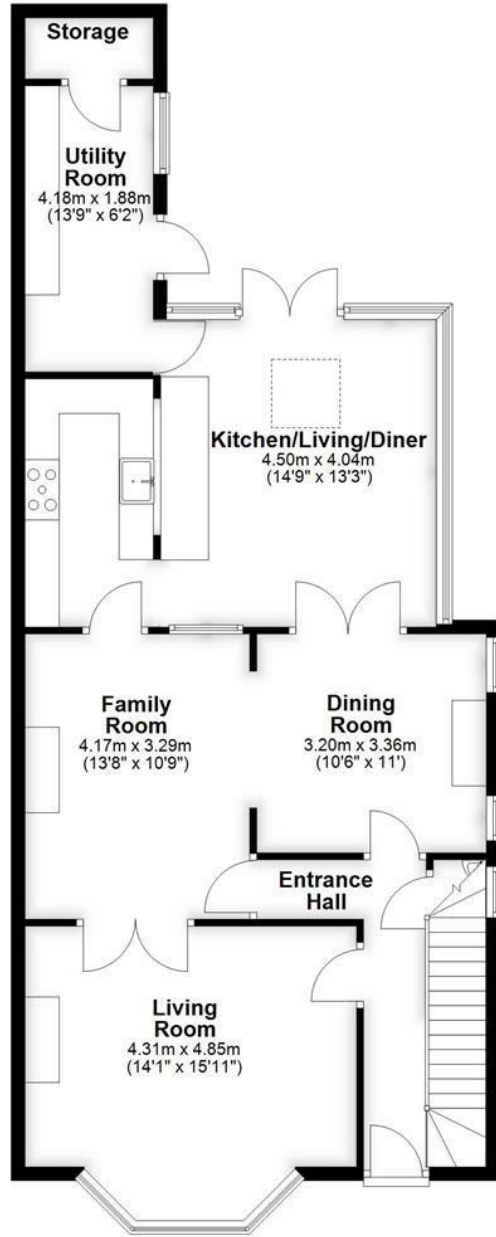 Storage
Utility
Room
4.18m x 1.88m
(13'9" x 6'2")
Kitchen/Living/Diner
4.50m x 4.04m
(14'9" x 13'3")
Family
Room
4.17m x 3.29m
(13'8" x 10'9")
Dining
Room
3.20m x 3.36m
(10'6" x 11')
Entrance
Hall
Living
Room
4.31m x 4.85m
(14'1" x 15'11")